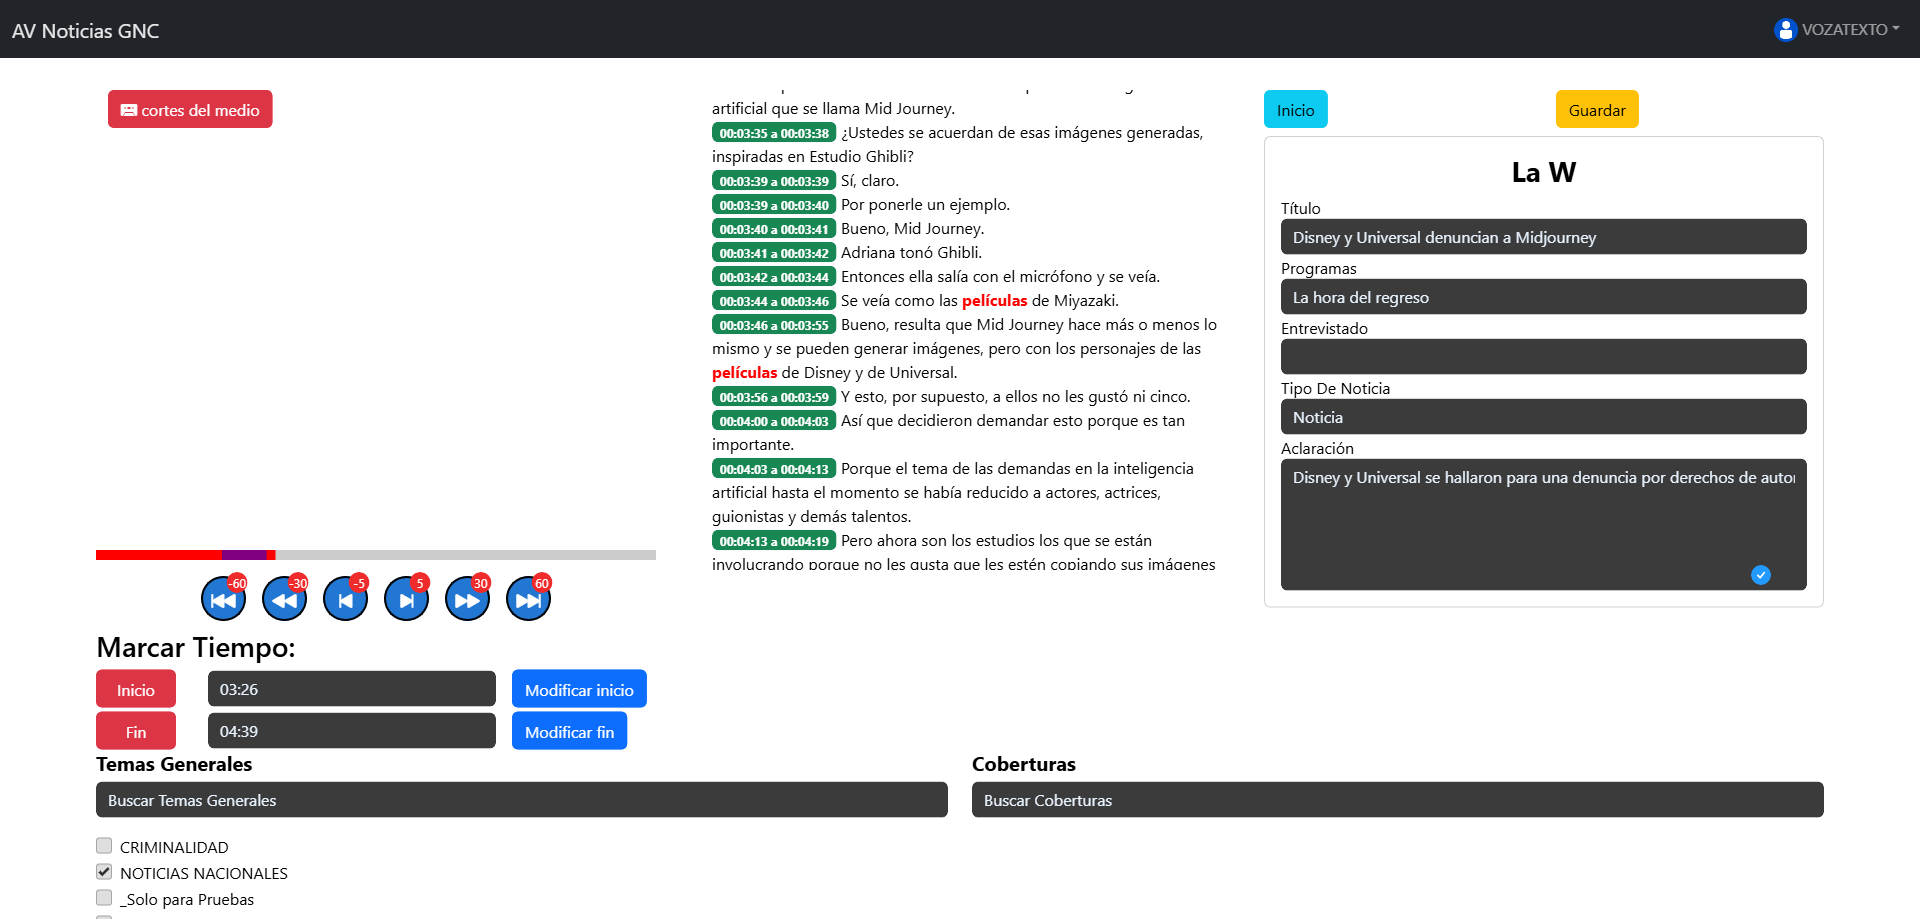 AV Noticias GNC
VOZATEXTO
cortes del medio
artificial que se llama Mid Journey.
00:03:35 a 00:03:38 ¿Ustedes se acuerdan de esas imágenes generadas,
inspiradas en Estudio Ghibli?
00:03:39 a 00:03:39 Sí, claro.
00:03:39 a 00:03:40 Por ponerle un ejemplo.
00:03:40 a 00:03:41 Bueno, Mid Journey.
00:03:41 a 00:03:42 Adriana tonó Ghibli.
00:03:42 a 00:03:44 Entonces ella salía con el micrófono y se veía.
00:03:44 a 00:03:46 Se veía como las películas de Miyazaki.
00:03:46 a 00:03:55 Bueno, resulta que Mid Journey hace más o menos lo
mismo y se pueden generar imágenes, pero con los personajes de las
películas de Disney y de Universal.
00:03:56 a 00:03:59 Y esto, por supuesto, a ellos no les gustó ni cinco.
00:04:00 a 00:04:03 Así que decidieron demandar esto porque es tan
importante.
00:04:03 a 00:04:13 Porque el tema de las demandas en la inteligencia
artificial hasta el momento se había reducido a actores, actrices,
guionistas y demás talentos.
00:04:13 a 00:04:19 Pero ahora son los estudios los que se están
involucrando porque no les gusta que les estén copiando sus imágenes
Inicio
Guardar
La W
Título
Disney y Universal denuncian a Midjourney
Programas
La hora del regreso
Entrevistado
Tipo De Noticia
Noticia
Aclaración
Disney y Universal se hallaron para una denuncia por derechos de autor
-60
-30
-5
5
30
60
Marcar Tiempo:
Inicio
03:26
Modificar inicio
Fin
04:39
Modificar fin
Temas Generales
Buscar Temas Generales
CRIMINALIDAD
NOTICIAS NACIONALES
_Solo para Pruebas
Coberturas
Buscar Coberturas